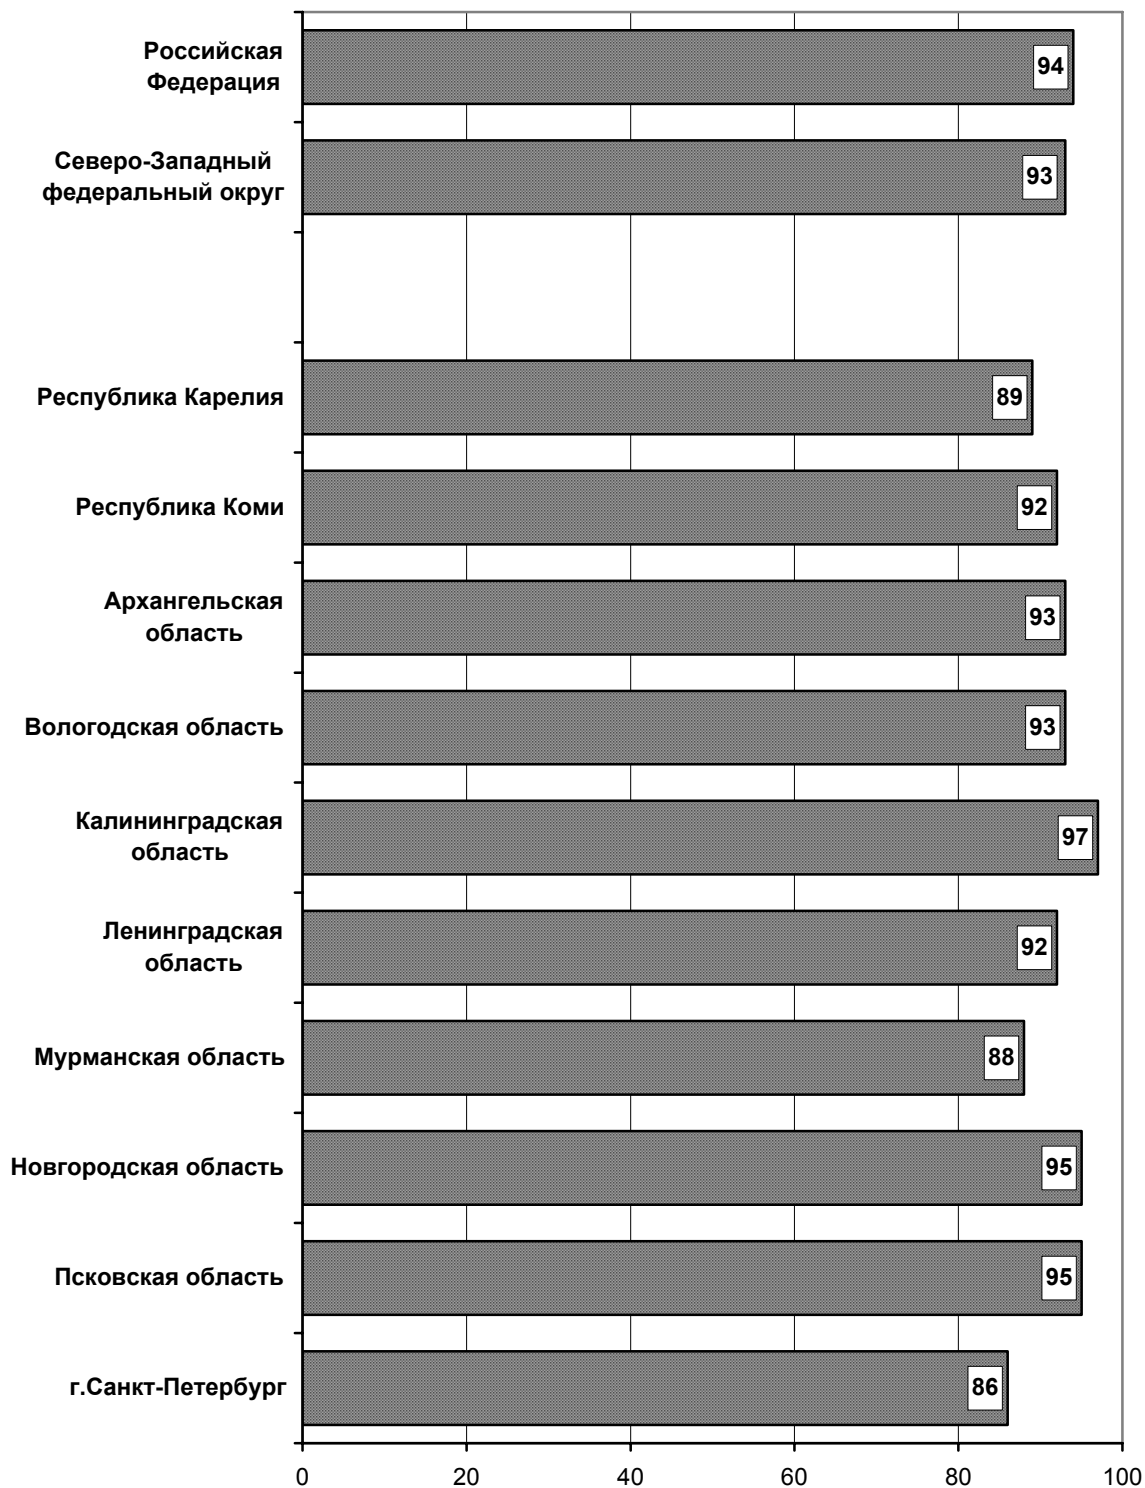 Российская
Федерация
94
Северо-Западный
федеральный округ
93
Республика Карелия
89
Республика Коми
92
Архангельская
область
93
Вологодская область
93
Калининградская
область
97
Ленинградская
область
92
Мурманская область
88
Новгородская область
95
Псковская область
95
г.Санкт-Петербург
86
0 20 40 60 80 100